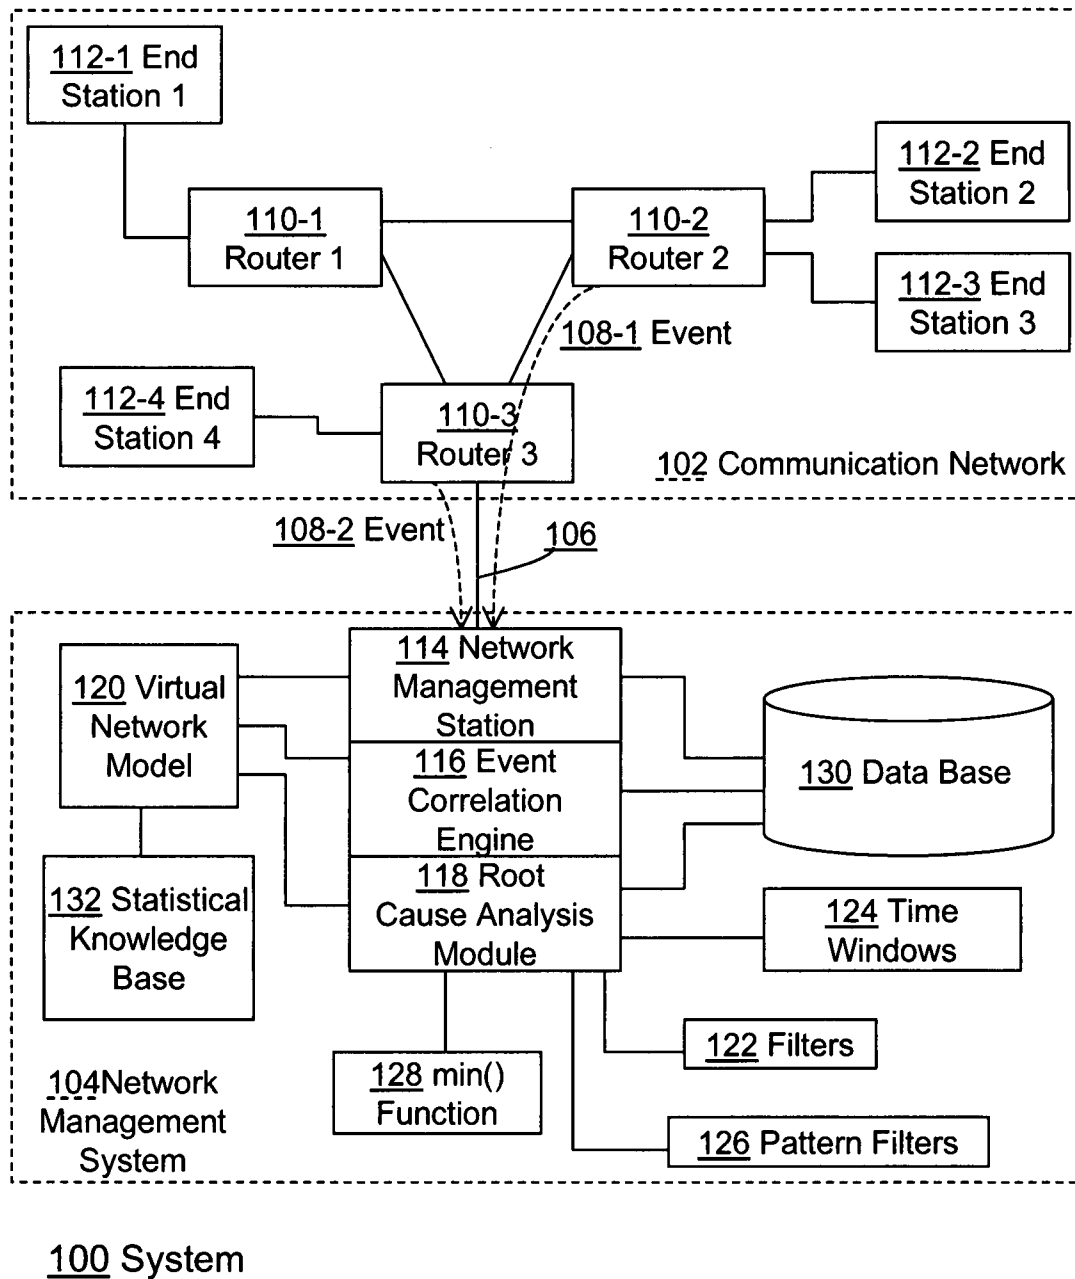 112-1 End
Station 1
110-1
Router 1
110-2
Router 2
112-2 End
Station 2
112-3 End
Station 3
108-1 Event
112-4 End
Station 4
110-3
Router 3
102 Communication Network
108-2 Event
106
114 Network
Management
Station
120 Virtual
Network
Model
116 Event
Correlation
Engine
130 Data Base
118 Root
Cause Analysis
Module
132 Statistical
Knowledge
Base
124 Time
Windows
122 Filters
128 min()
Function
104Network
Management
System
126 Pattern Filters
100 System